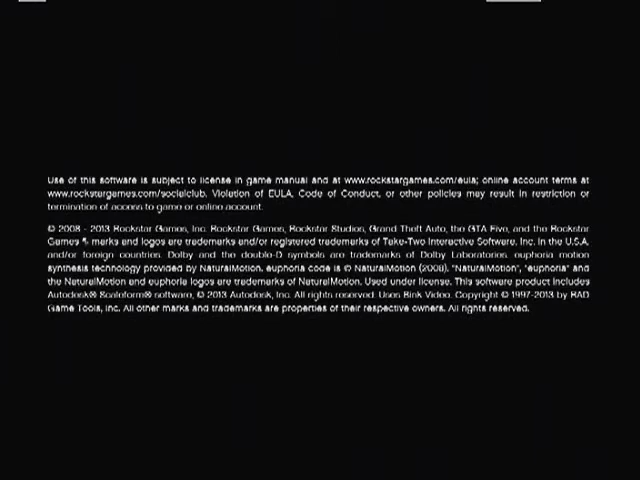 Use of this software is subject to license in game manual and at www.rockstargames.com/eula; online account terms at
www.rockstargames.com/socialclub. Violation of EULA, Code of Conduct, or other policies may result in restriction or
termination of access to game or online account.
© 2008 - 2013 Rockstar Games, Inc. Rockstar Games, Rockstar Studios, Grand Theft Auto, the GTA Five, and the Rockstar
Games marks and logos are trademarks and/or registered trademarks of Take-Two Interactive Software, Inc. in the U.S.A.
and/or foreign countries. Dolby and the double-D symbols are trademarks of Dolby Laboratories. euphoria motion
synthesis technology provided by NaturalMotion. euphoria code is © NaturalMotion (2008). "NaturalMotion", "euphoria" and
the NaturalMotion and euphoria logos are trademarks of NaturalMotion. Used under license. This software product includes
Autodesk® Scaleform® software, © 2013 Autodesk, Inc. All rights reserved. Uses Bink Video. Copyright © 1997-2013 by RAD
Game Tools, Inc. All other marks and trademarks are properties of their respective owners. All rights reserved.